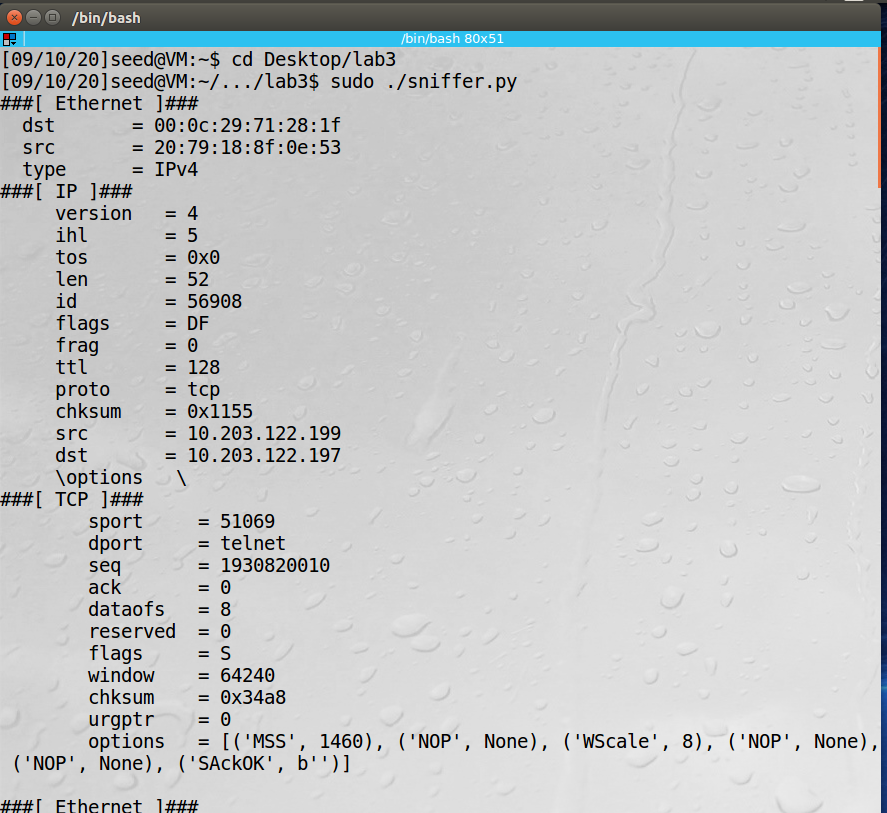 /bin/bash
/bin/bash 80x51
[09/10/20]seed@VM:~$ cd Desktop/lab3
[09/10/20]seed@VM:~/.../lab3$ sudo ./sniffer.py
###[ Ethernet ]###
  dst       = 00:0c:29:71:28:1f
  src       = 20:79:18:8f:0e:53
  type      = IPv4
###[ IP ]###
     version   = 4
     ihl       = 5
     tos       = 0x0
     len       = 52
     id        = 56908
     flags     = DF
     frag      = 0
     ttl       = 128
     proto     = tcp
     chksum    = 0x1155
     src       = 10.203.122.199
     dst       = 10.203.122.197
     \options   \
###[ TCP ]###
        sport     = 51069
        dport     = telnet
        seq       = 1930820010
        ack       = 0
        dataofs   = 8
        reserved  = 0
        flags     = S
        window    = 64240
        chksum    = 0x34a8
        urgptr    = 0
        options   = [('MSS', 1460), ('NOP', None), ('WScale', 8), ('NOP', None),
 ('NOP', None), ('SAckOK', b'')]
###[ Ethernet ]###